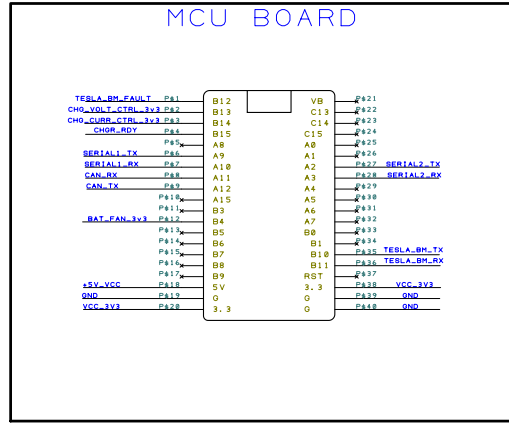 MCU BOARD
TESLA_BM_FAULT P$1 B12 VB P$21
CHG_VOLT_CTRL_3v3 P$2 B13 C13 P$22
CHG_CURR_CTRL_3v3 P$3 B14 C14 P$23
CHGR_RDY P$4 B15 C15 P$24
P$5 A8 A0 P$25
SERIAL1_TX P$6 A9 A1 P$26
SERIAL1_RX P$7 A10 A2 P$27 SERIAL2_TX
CAN_RX P$8 A11 A3 P$28 SERIAL2_RX
CAN_TX P$9 A12 A4 P$29
P$10 A15 A5 P$30
P$11 B3 A6 P$31
BAT_FAN_3v3 P$12 B4 A7 P$32
P$13 B5 B0 P$33
P$14 B6 B1 P$34
P$15 B7 B10 P$35 TESLA_BM_TX
P$16 B8 B11 P$36 TESLA_BM_RX
P$17 B9 RST P$37
+5V_VCC P$18 5V 3.3 P$38 VCC_3V3
GND P$19 G G P$39 GND
VCC_3V3 P$20 3.3 G P$40 GND